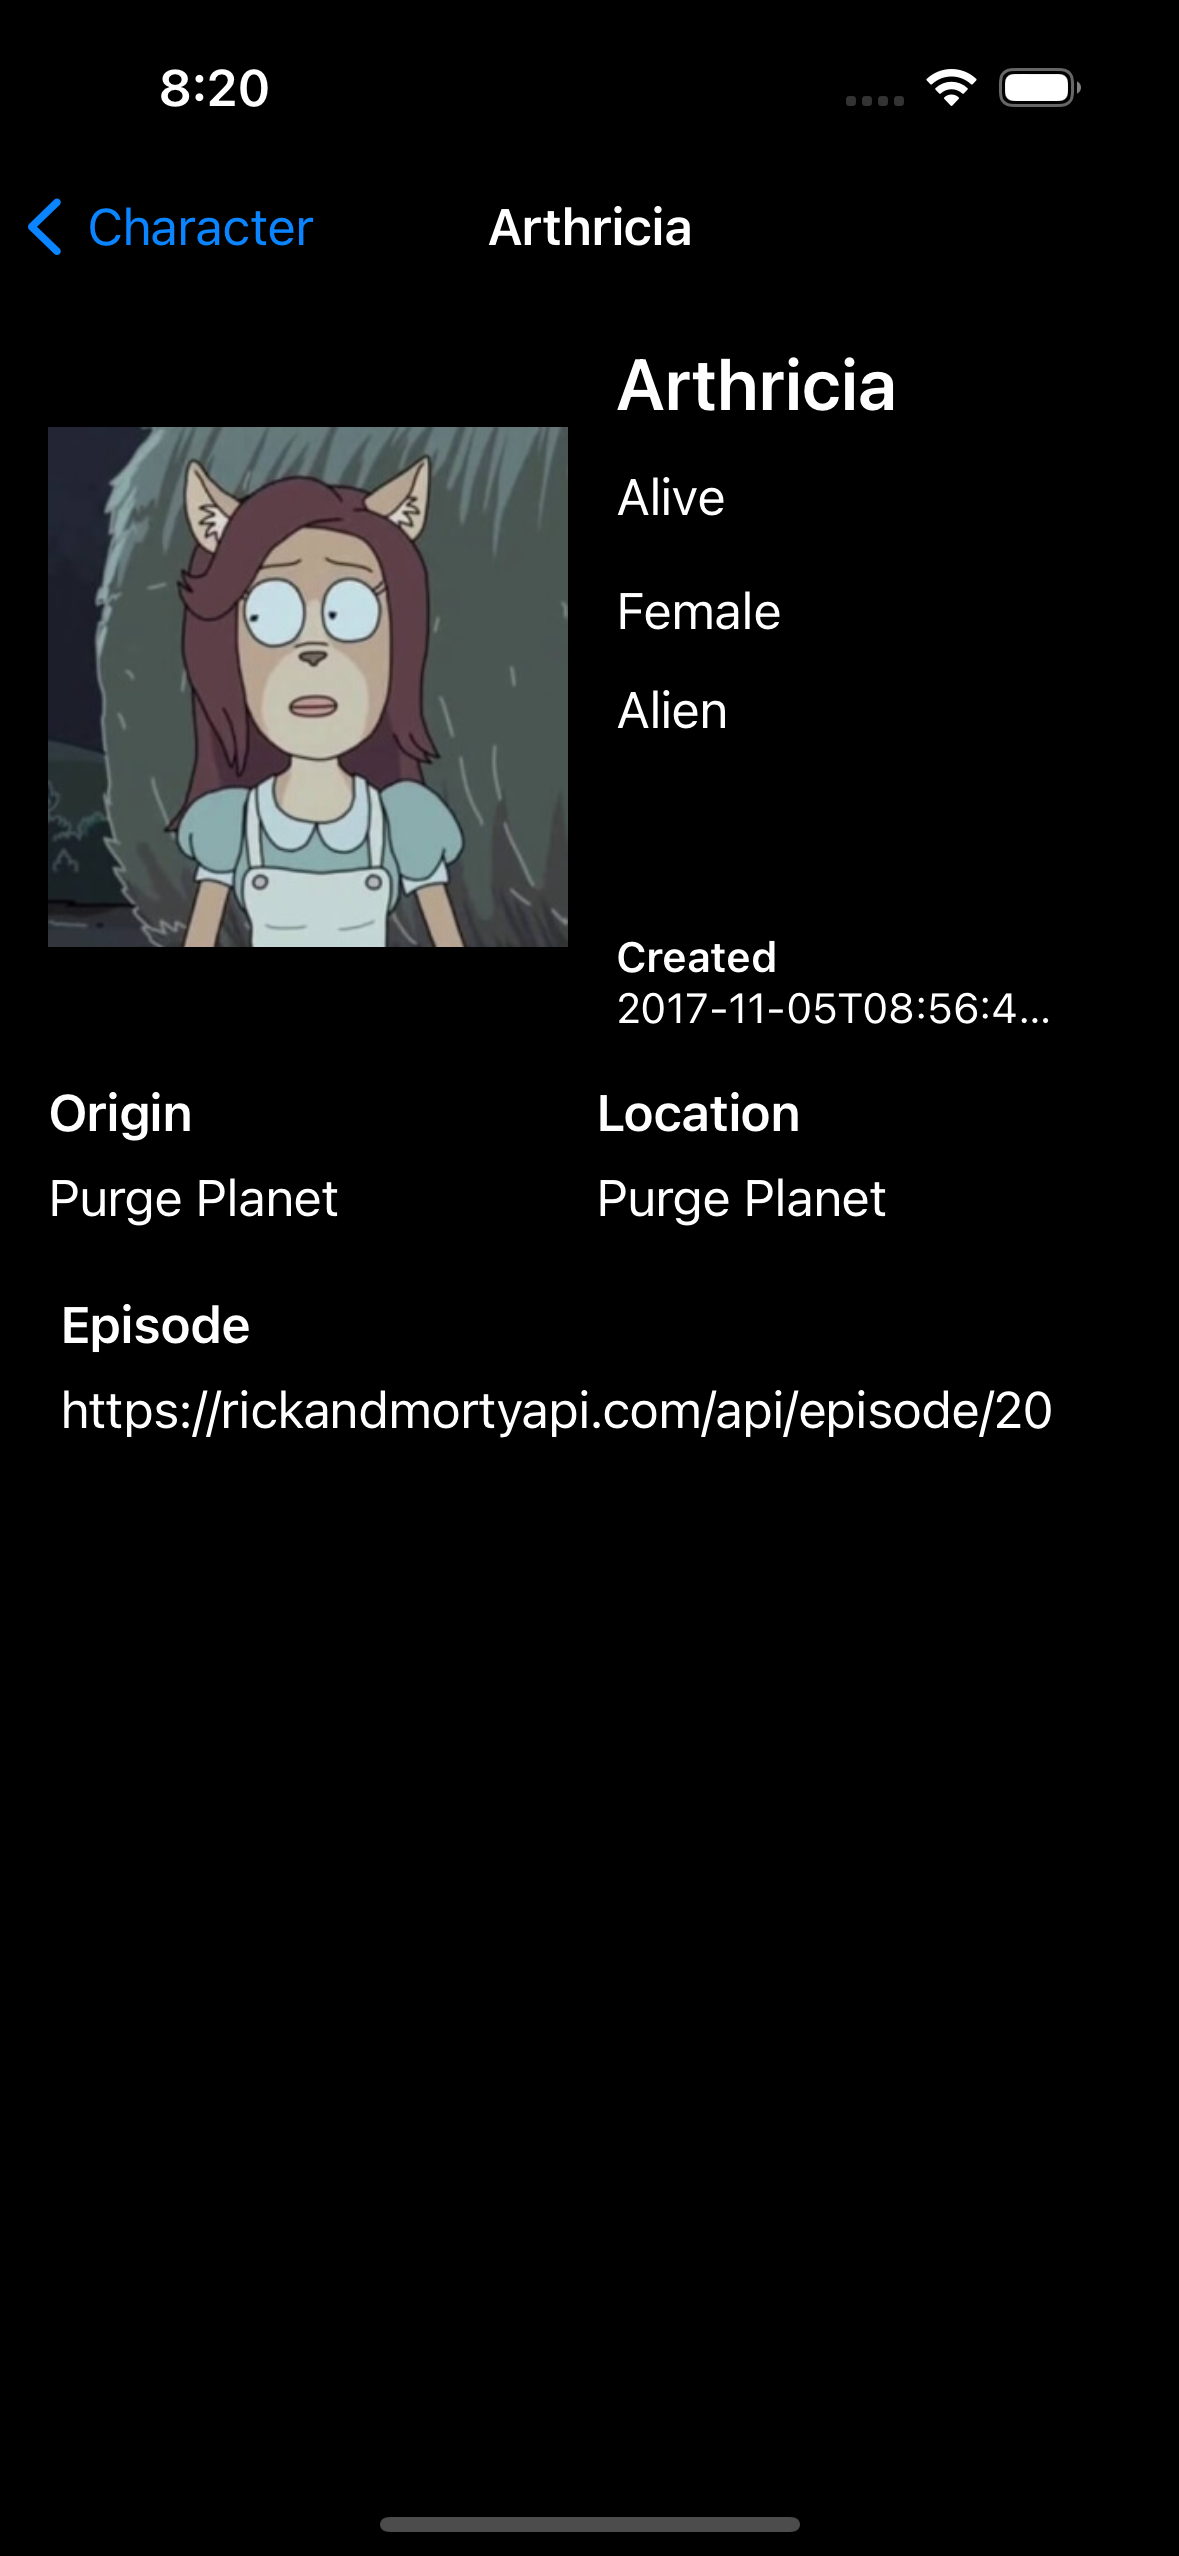 8:20
Character
Arthricia
Arthricia
Alive
Female
Alien
Created
2017-11-05T08:56:4...
Origin
Location
Purge Planet
Purge Planet
Episode
https://rickandmortyapi.com/api/episode/20